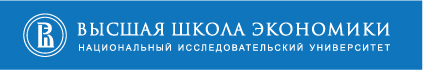 ВЫСШАЯ ШКОЛА ЭКОНОМИКИ
НАЦИОНАЛЬНЫЙ ИССЛЕДОВАТЕЛЬСКИЙ УНИВЕРСИТЕТ